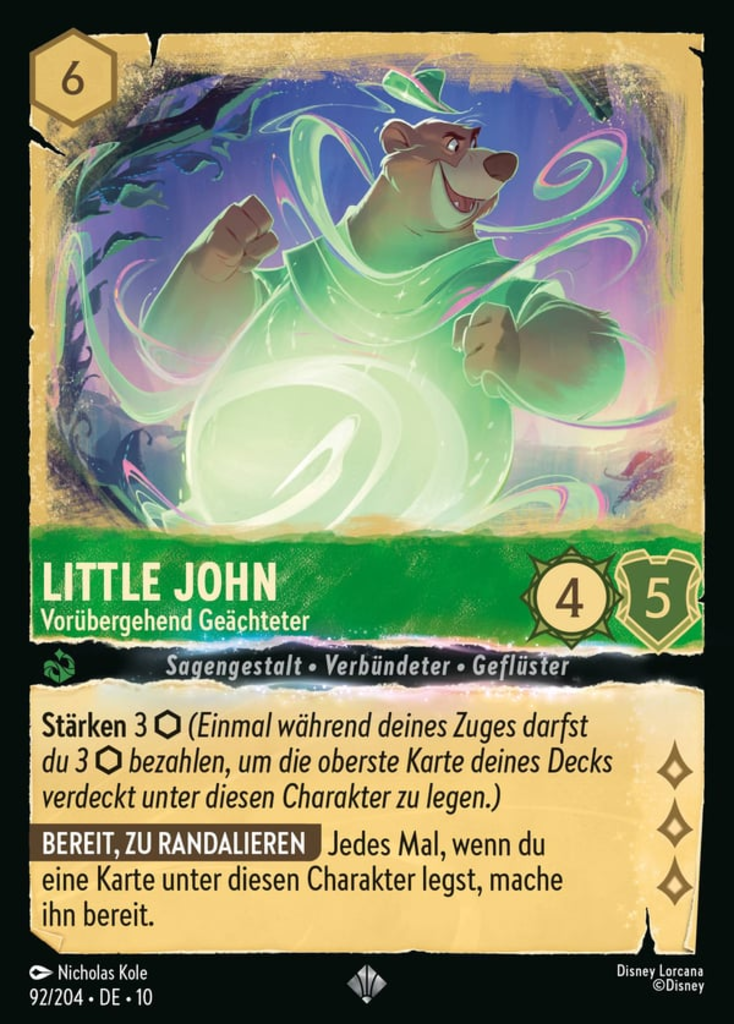 6
LITTLE JOHN
Vorübergehend Geächteter
4
5
Sagengestalt • Verbündeter • Geflüster
Stärken 3 ⬡ (Einmal während deines Zuges darfst
du 3 ⬡ bezahlen, um die oberste Karte deines Decks
verdeckt unter diesen Charakter zu legen.)
BEREIT, ZU RANDALIEREN Jedes Mal, wenn du
eine Karte unter diesen Charakter legst, mache
ihn bereit.
Nicholas Kole
92/204 • DE • 10
Disney Lorcana
©Disney